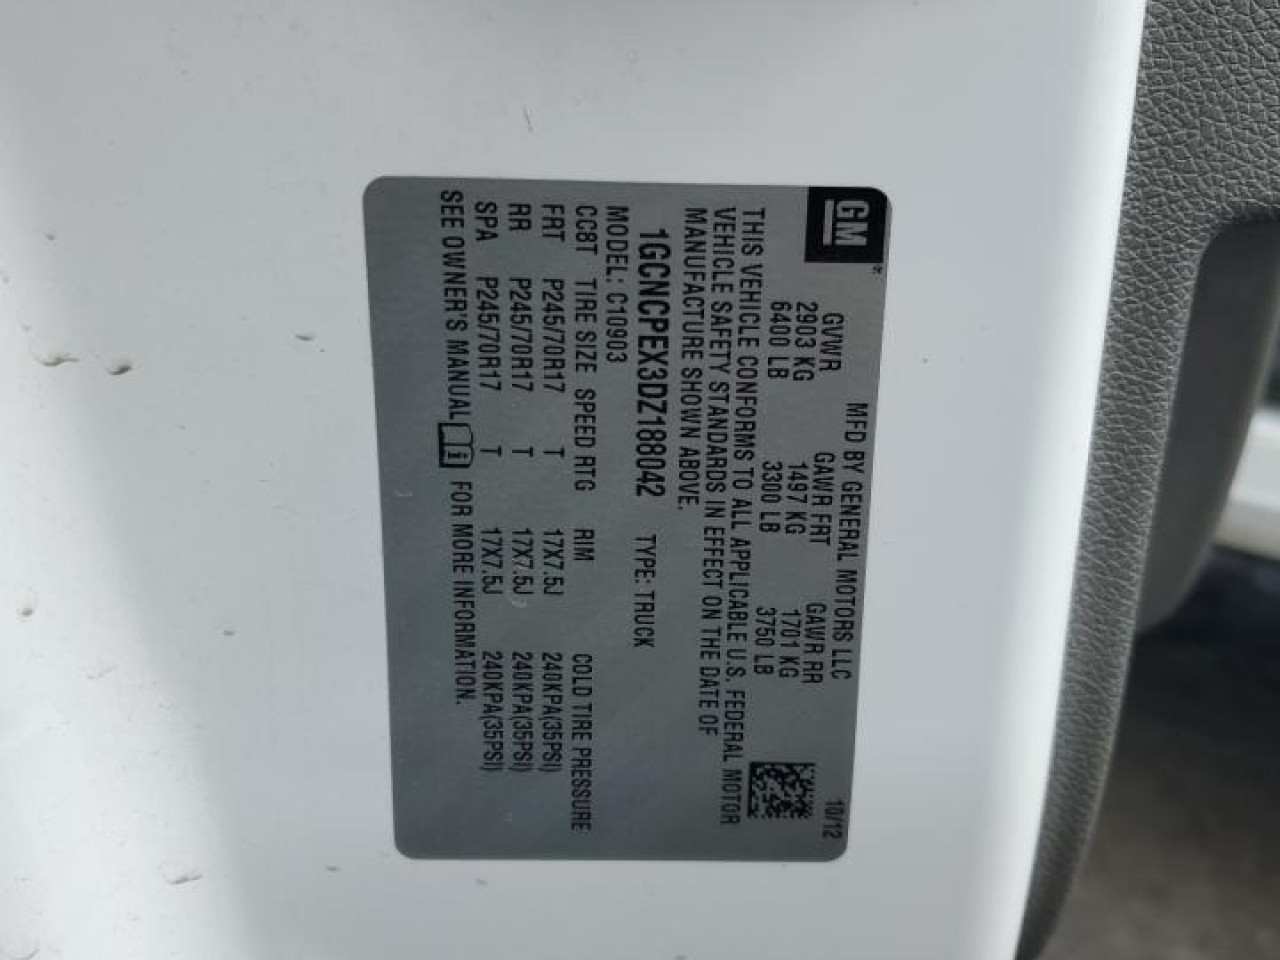 GM
MFD BY GENERAL MOTORS LLC 10/12
GVWR GAWR FRT GAWR RR
2903 KG 1497 KG 1701 KG
6400 LB 3300 LB 3750 LB
THIS VEHICLE CONFORMS TO ALL APPLICABLE U.S. FEDERAL MOTOR
VEHICLE SAFETY STANDARDS IN EFFECT ON THE DATE OF
MANUFACTURE SHOWN ABOVE.
1GCNCPEX3DZ188042 TYPE: TRUCK
MODEL: C10903
CC8T TIRE SIZE SPEED RTG RIM COLD TIRE PRESSURE
FRT P245/70R17 T 17X7.5J 240KPA(35PSI)
RR P245/70R17 T 17X7.5J 240KPA(35PSI)
SPA P245/70R17 T 17X7.5J 240KPA(35PSI)
SEE OWNER'S MANUAL FOR MORE INFORMATION.